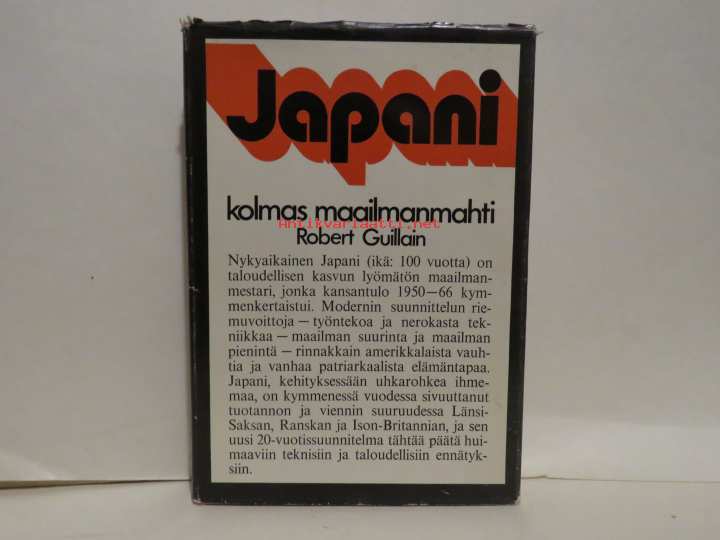 Japani
kolmas maailmanmahti
Antikvariaatti.net
Robert Guillain
Nykyaikainen Japani (ikä: 100 vuotta) on
taloudellisen kasvun lyömätön maailman-
mestari, jonka kansantulo 1950—66 kym-
menkertaistui. Modernin suunnittelun rie-
muvoittoja — työntekoa ja nerokasta tek-
niikkaa — maailman suurinta ja maailman
pienintä — rinnakkain amerikkalaista vauh-
tia ja vanhaa patriarkaalista elämäntapaa.
Japani, kehityksessään uhkarohkea ihme-
maa, on kymmenessä vuodessa sivuuttanut
tuotannon ja viennin suuruudessa Länsi-
Saksan, Ranskan ja Ison-Britannian, ja sen
uusi 20-vuotissuunnitelma tähtää päätä hui-
maaviin teknisiin ja taloudellisiin ennätyk-
siin.